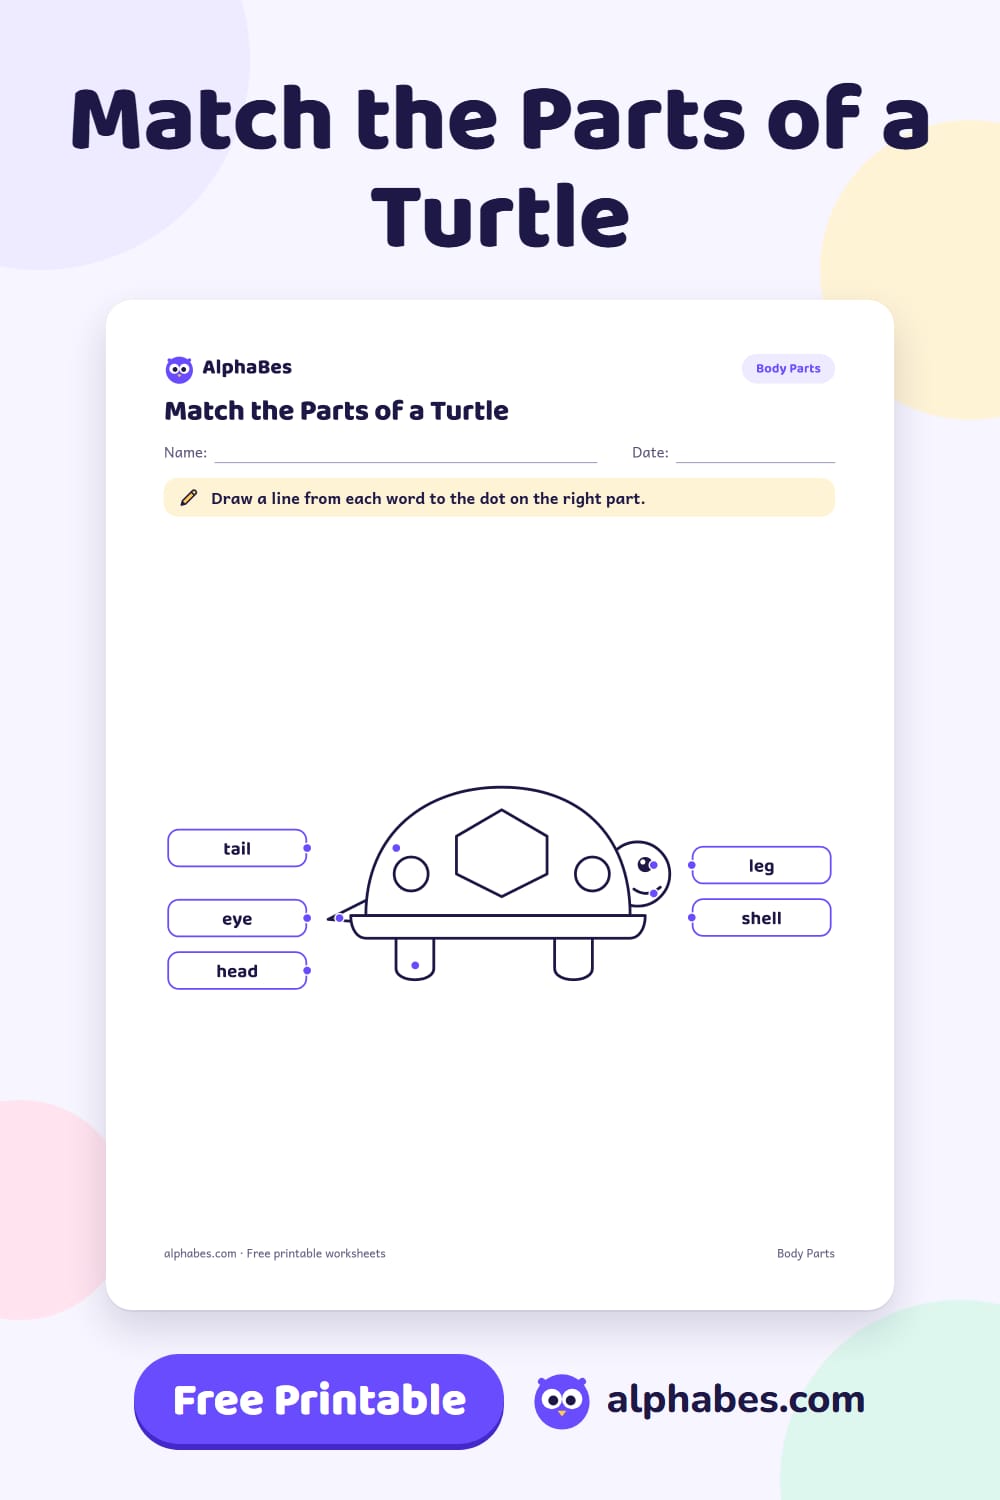 Match the Parts of a
Turtle
AlphaBes
Body Parts
Match the Parts of a Turtle
Name:
Date:
Draw a line from each word to the dot on the right part.
tail
leg
eye
shell
head
alphabes.com · Free printable worksheets
Body Parts
Free Printable
alphabes.com